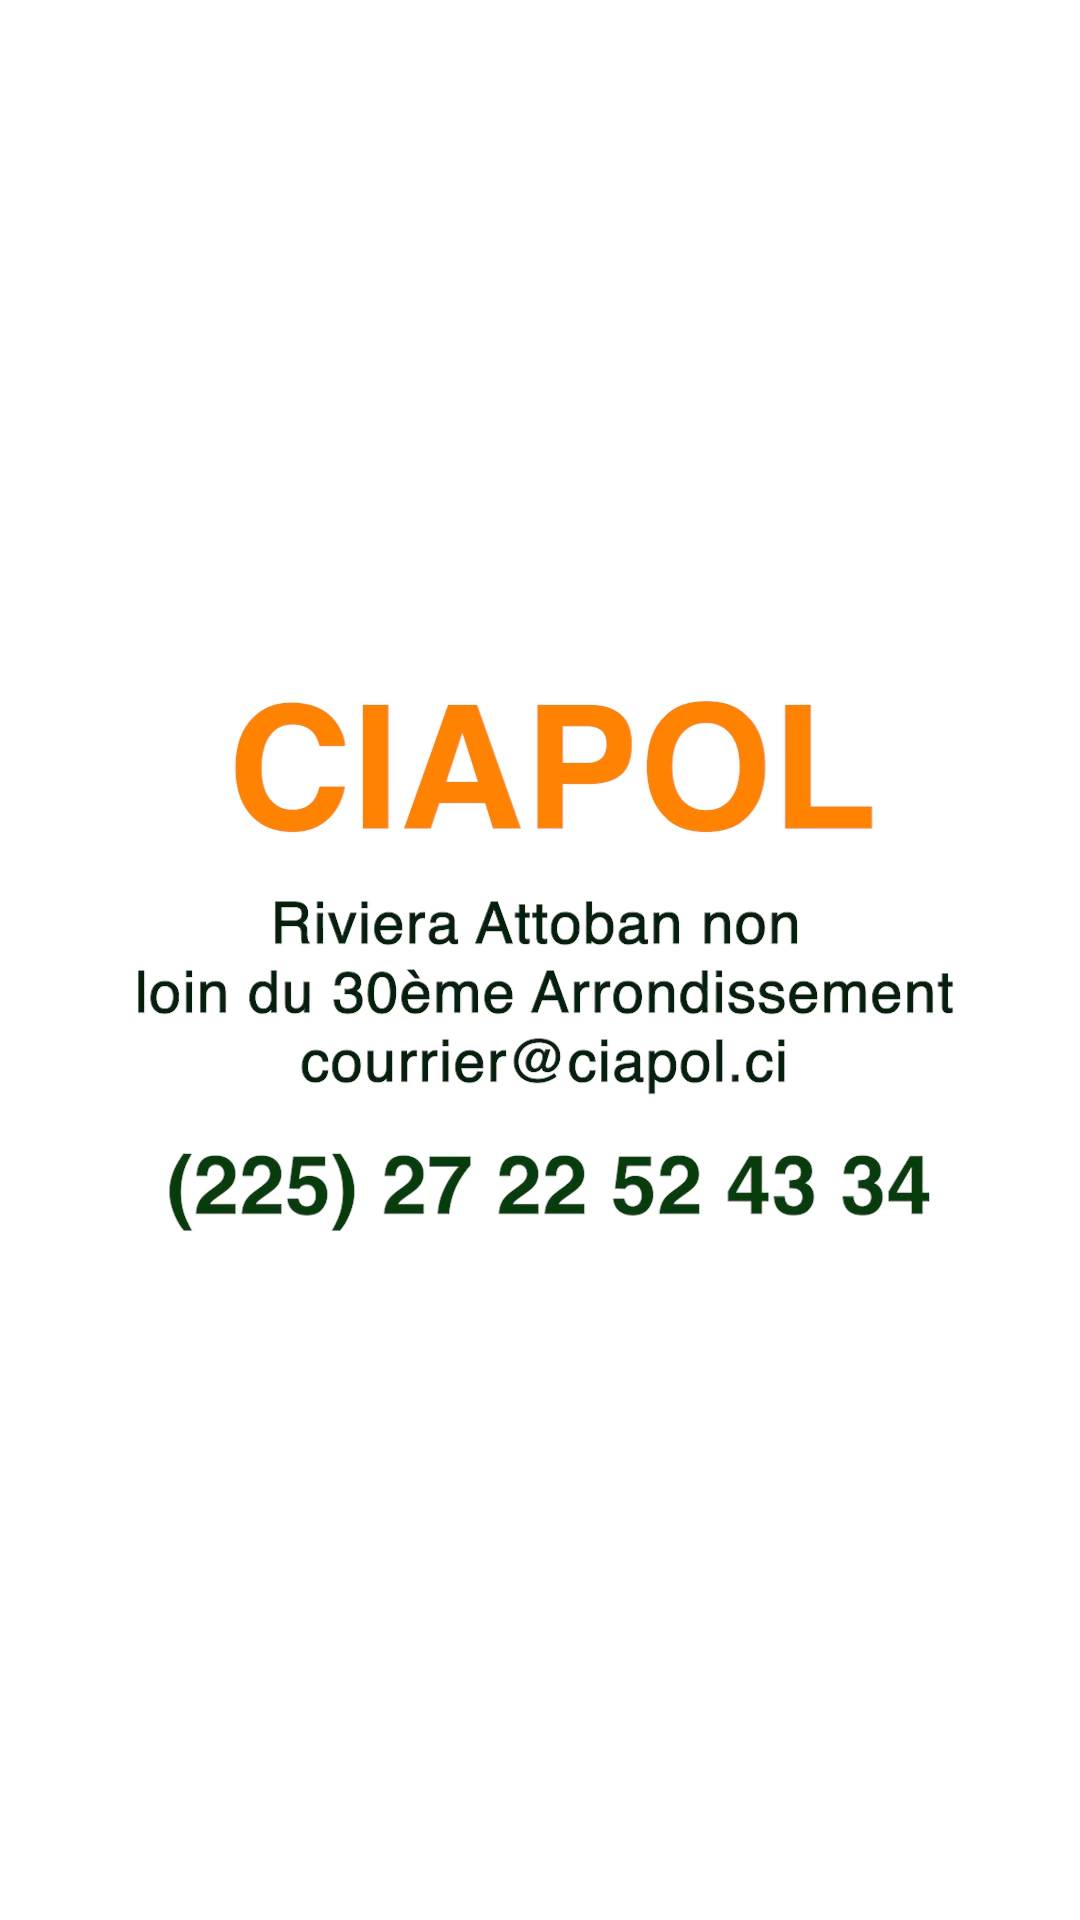 CIAPOL
Riviera Attoban non
loin du 30ème Arrondissement
courrier@ciapol.ci
(225) 27 22 52 43 34